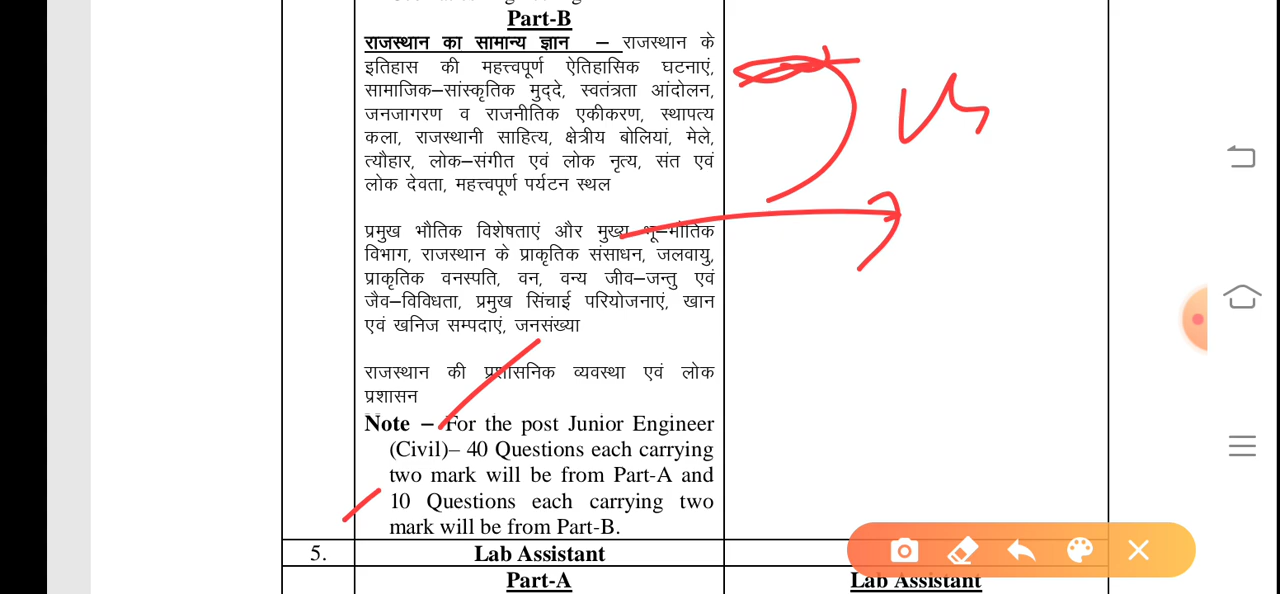 Part-B
राजस्थान का सामान्य ज्ञान – राजस्थान के
इतिहास की महत्त्वपूर्ण ऐतिहासिक घटनाएं,
सामाजिक–सांस्कृतिक मुद्दे, स्वतंत्रता आंदोलन,
जनजागरण व राजनीतिक एकीकरण, स्थापत्य
कला, राजस्थानी साहित्य, क्षेत्रीय बोलियां, मेले,
त्यौहार, लोक–संगीत एवं लोक नृत्य, संत एवं
लोक देवता, महत्त्वपूर्ण पर्यटन स्थल
प्रमुख भौतिक विशेषताएं और मुख्य भू–भौतिक
विभाग, राजस्थान के प्राकृतिक संसाधन, जलवायु,
प्राकृतिक वनस्पति, वन, वन्य जीव–जन्तु एवं
जैव–विविधता, प्रमुख सिंचाई परियोजनाएं, खान
एवं खनिज सम्पदाएं, जनसंख्या
राजस्थान की प्रशासनिक व्यवस्था एवं लोक
प्रशासन
Note – For the post Junior Engineer
(Civil)– 40 Questions each carrying
two mark will be from Part-A and
10 Questions each carrying two
mark will be from Part-B.
5. Lab Assistant
Part-A Lab Assistant